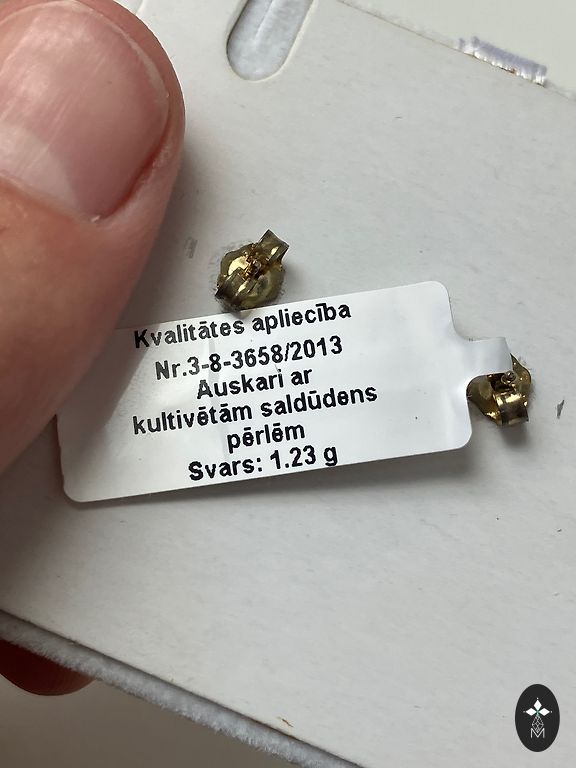 Kvalitātes apliecība
Nr.3-8-3658/2013
Auskari ar
kultivētām saldūdens
pērlēm
Svars: 1.23 g
M